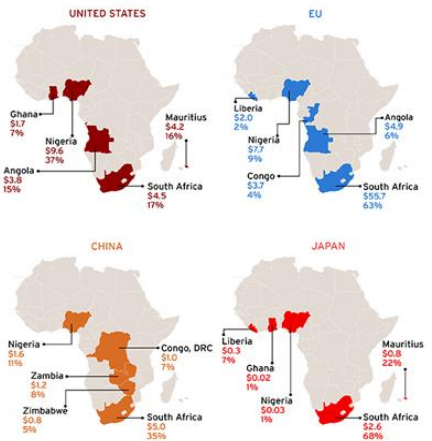 UNITED STATES
Ghana
$1.7
7%
Nigeria
$9.6
37%
Mauritius
$4.2
16%
Angola
$3.8
15%
South Africa
$4.5
17%
EU
Liberia
$2.0
2%
Nigeria
$7.7
9%
Angola
$4.9
6%
Congo
$3.7
4%
South Africa
$55.7
63%
CHINA
Nigeria
$1.6
11%
Congo, DRC
$1.0
7%
Zambia
$1.2
8%
Zimbabwe
$0.8
5%
South Africa
$5.0
35%
JAPAN
Liberia
$0.3
7%
Ghana
$0.02
1%
Nigeria
$0.03
1%
Mauritius
$0.8
22%
South Africa
$2.6
68%